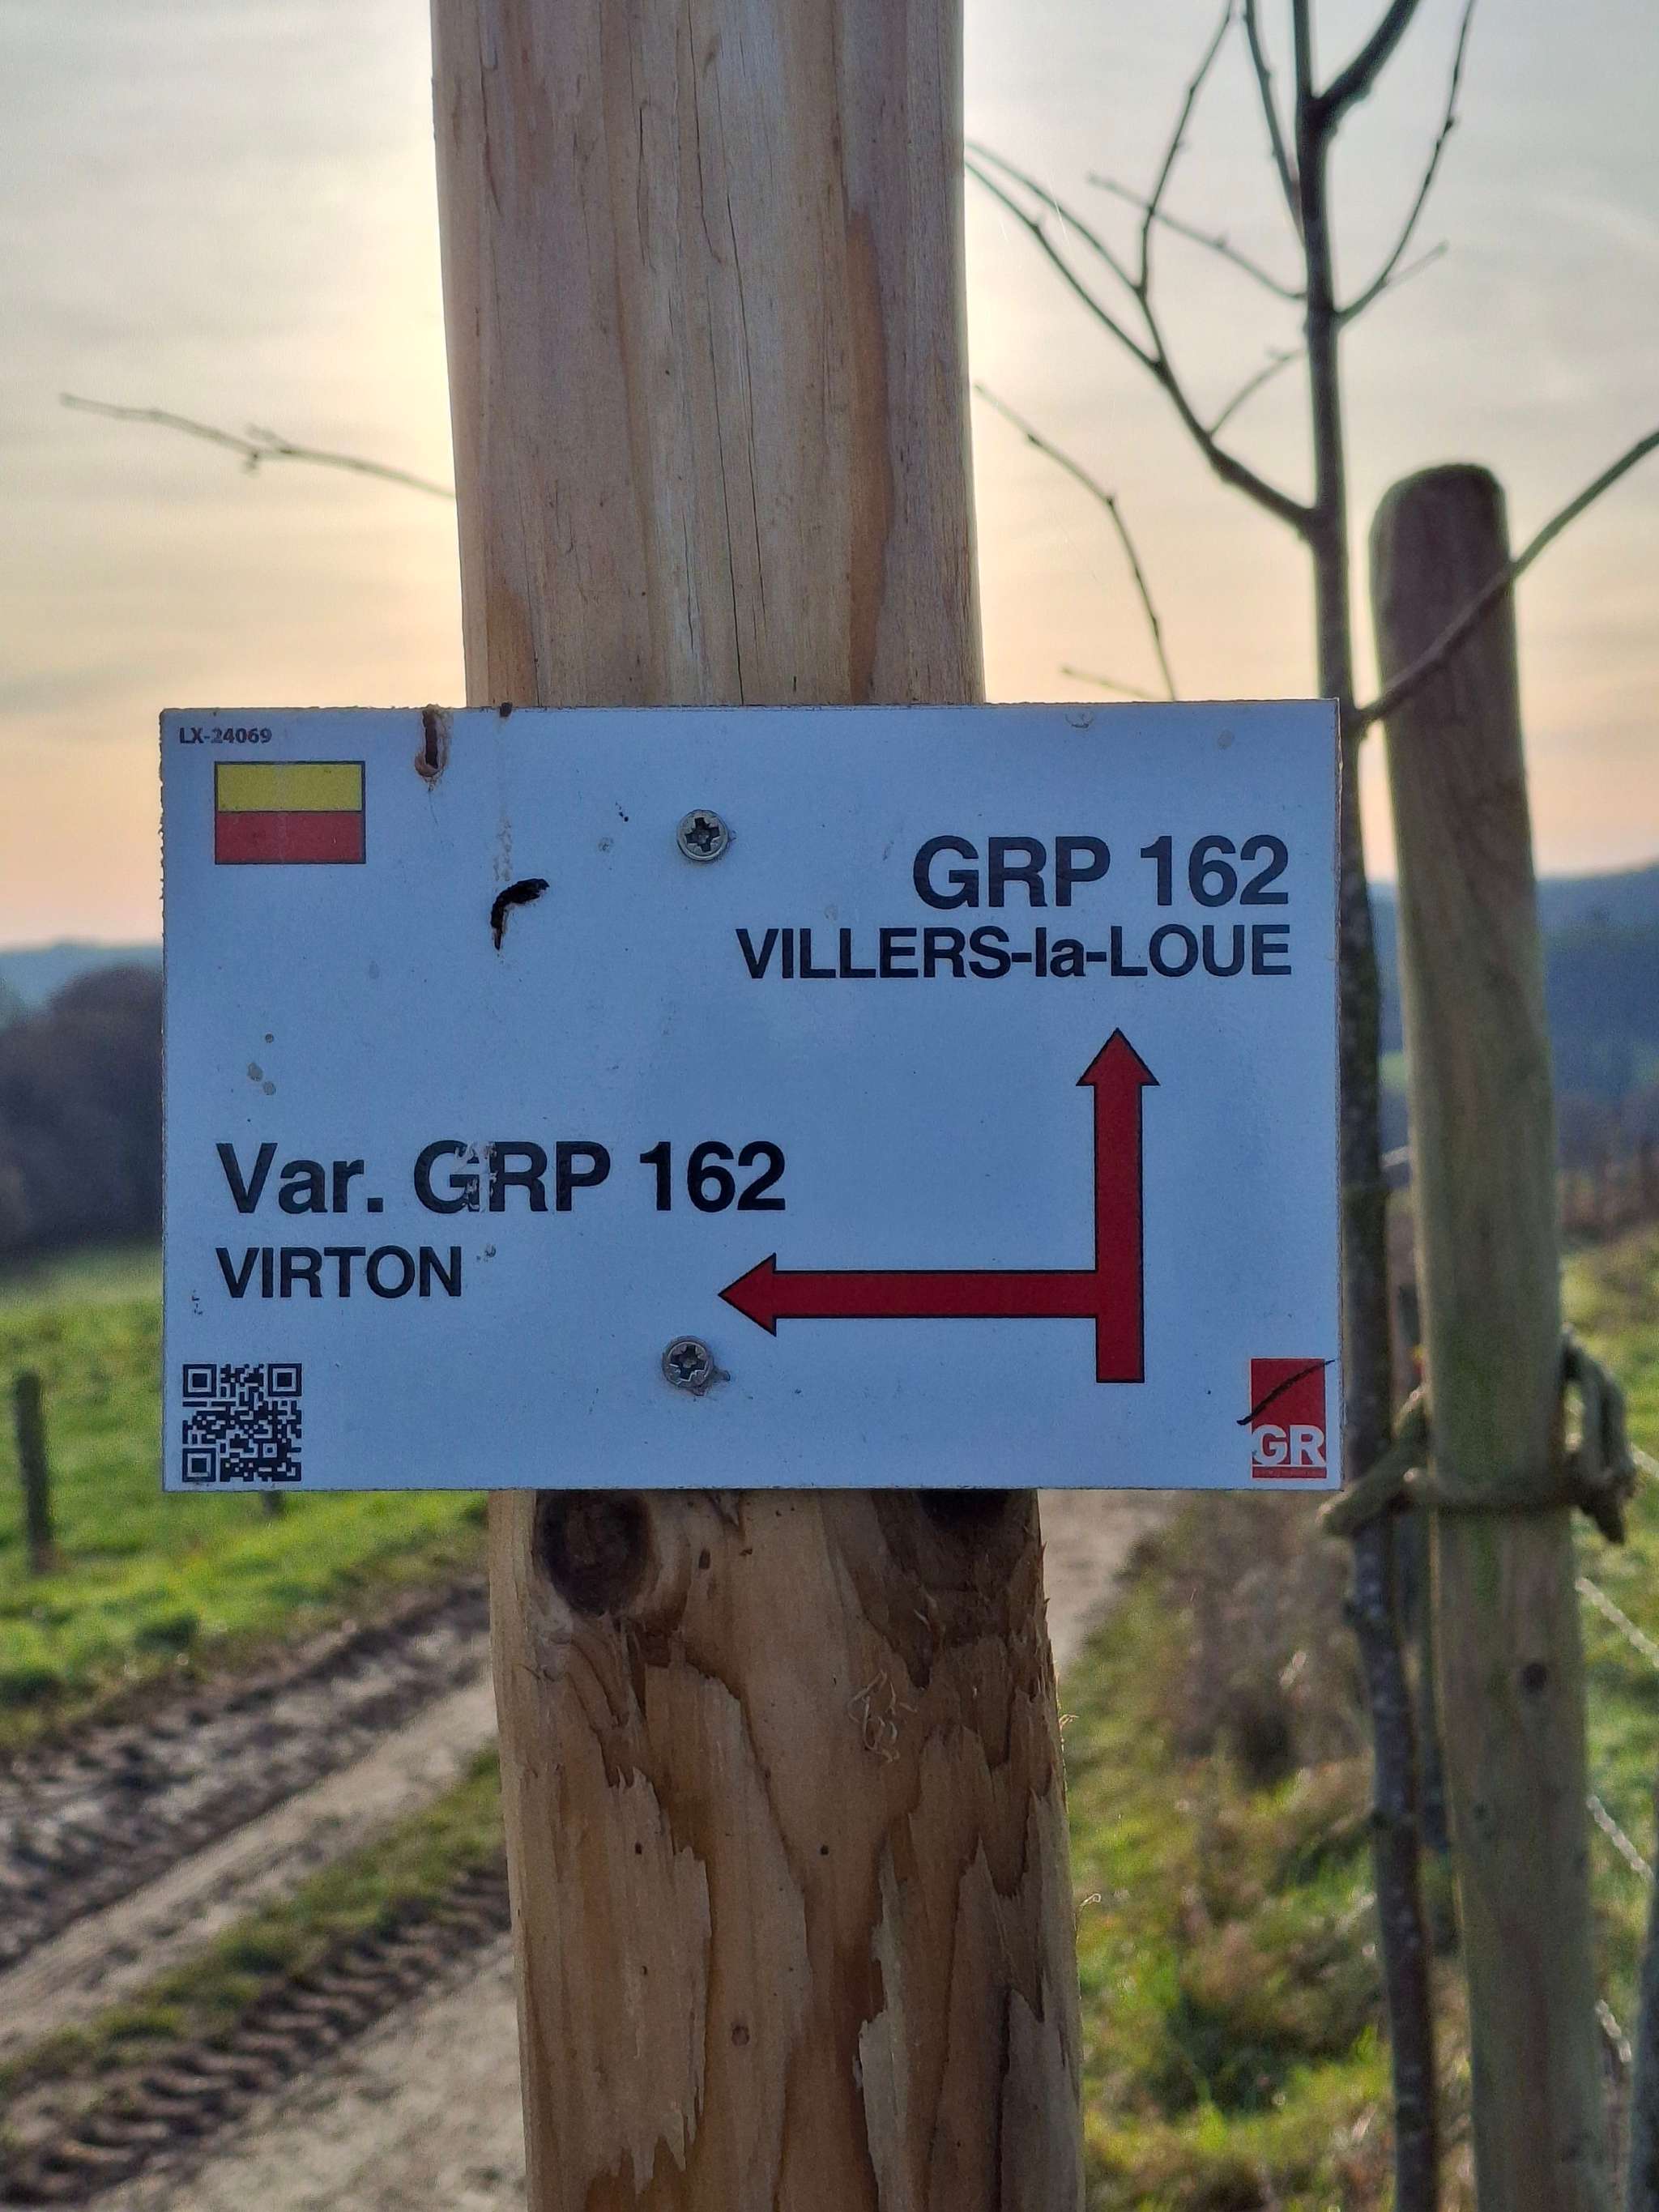 LX-24069
GRP 162
VILLERS-la-LOUE
Var. GRP 162
VIRTON
GR